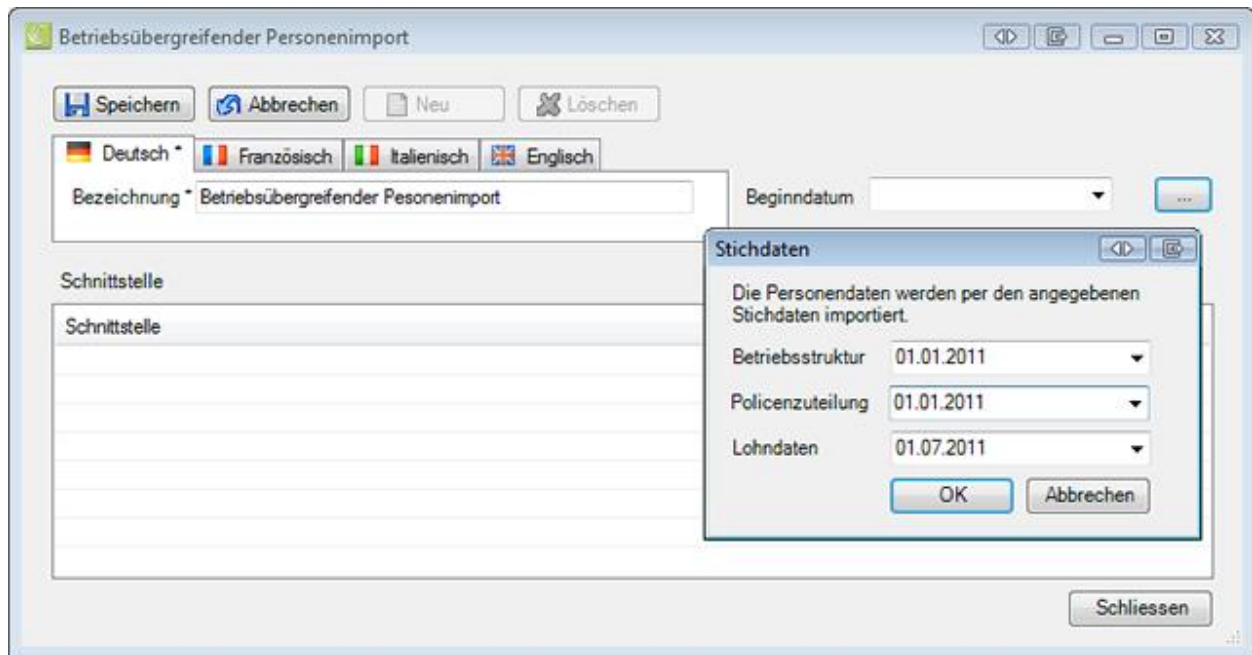 Betriebsübergreifender Personenimport
Speichern Abbrechen Neu Löschen
Deutsch * Französisch Italienisch Englisch
Bezeichnung * Betriebsübergreifender Pesonenimport Beginndatum ...
Stichdaten
Schnittstelle
Die Personendaten werden per den angegebenen
Stichdaten importiert.
Schnittstelle
Betriebsstruktur 01.01.2011
Policenzuteilung 01.01.2011
Lohndaten 01.07.2011
OK Abbrechen
Schliessen